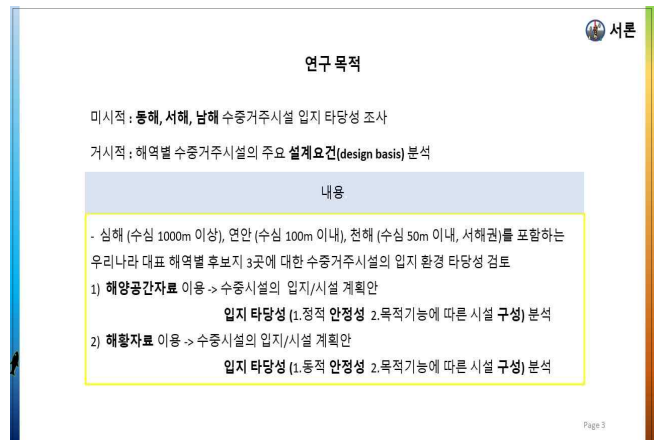 서론
연구 목적
미시적 : 동해, 서해, 남해 수중거주시설 입지 타당성 조사
거시적 : 해역별 수중거주시설의 주요 설계요건(design basis) 분석
내용
- 심해 (수심 1000m 이상), 연안 (수심 100m 이내), 천해 (수심 50m 이내, 서해권)를 포함하는
우리나라 대표 해역별 후보지 3곳에 대한 수중거주시설의 입지 환경 타당성 검토
1) 해양공간자료 이용 -> 수중시설의 입지/시설 계획안
입지 타당성 (1.정적 안정성 2.목적기능에 따른 시설 구성) 분석
2) 해황자료 이용 -> 수중시설의 입지/시설 계획안
입지 타당성 (1.동적 안정성 2.목적기능에 따른 시설 구성) 분석
Page 3